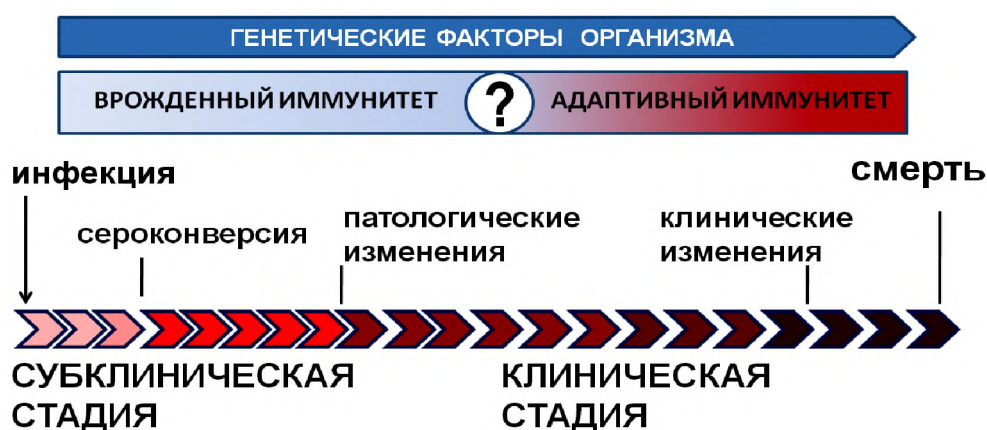 ГЕНЕТИЧЕСКИЕ ФАКТОРЫ ОРГАНИЗМА
ВРОЖДЕННЫЙ ИММУНИТЕТ ? АДАПТИВНЫЙ ИММУНИТЕТ
инфекция
смерть
сероконверсия
патологические
изменения
клинические
изменения
СУБКЛИНИЧЕСКАЯ
СТАДИЯ
КЛИНИЧЕСКАЯ
СТАДИЯ